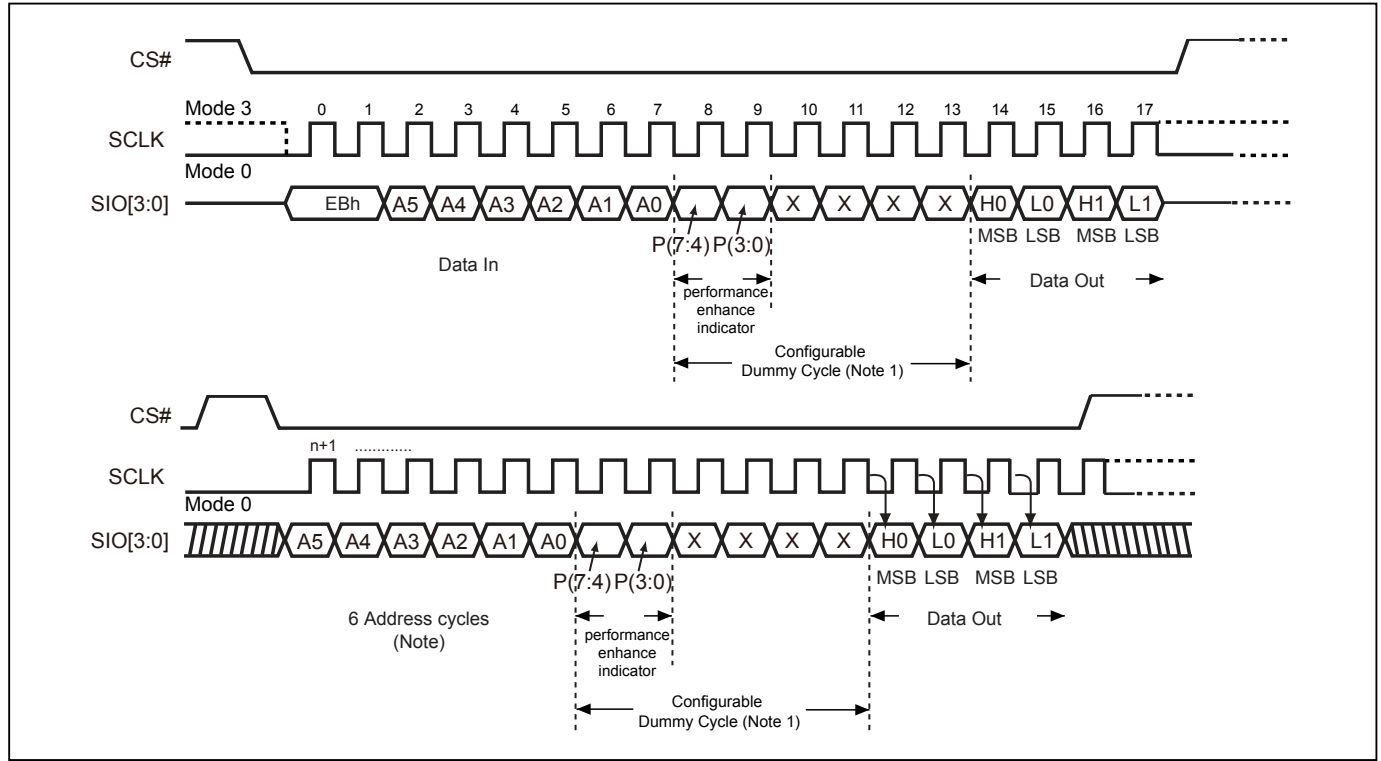 CS#
Mode 3
0 1 2 3 4 5 6 7 8 9 10 11 12 13 14 15 16 17
SCLK
Mode 0
SIO[3:0] EBh A5 A4 A3 A2 A1 A0 X X X X H0 L0 H1 L1
P(7:4) P(3:0) MSB LSB MSB LSB
Data In Data Out
performance
enhance
indicator
Configurable
Dummy Cycle (Note 1)
CS#
n+1 .............
SCLK
Mode 0
SIO[3:0] A5 A4 A3 A2 A1 A0 X X X X H0 L0 H1 L1
P(7:4) P(3:0) MSB LSB MSB LSB
6 Address cycles Data Out
(Note)
performance
enhance
indicator
Configurable
Dummy Cycle (Note 1)